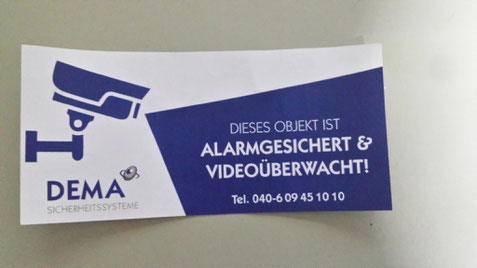 DIESES OBJEKT IST
ALARMGESICHERT &
VIDEOÜBERWACHT!
Tel. 040-6 09 45 10 10
DEMA
SICHERHEITSSYSTEME